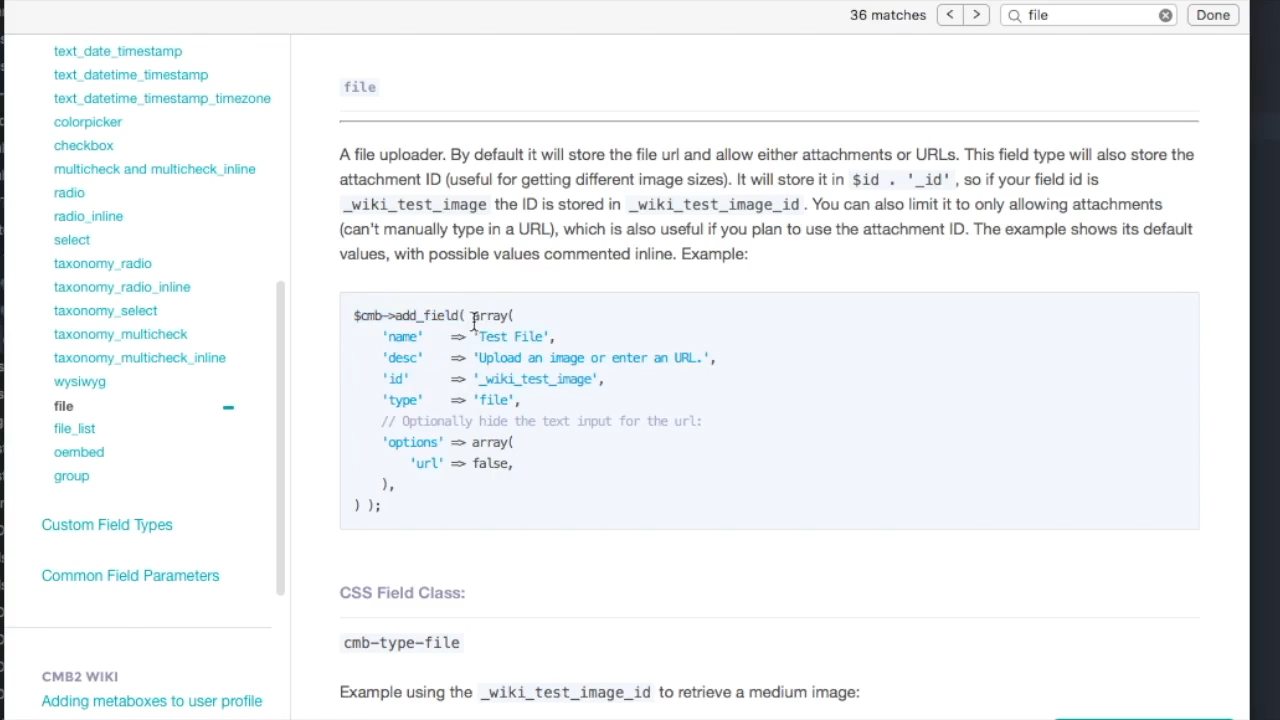 36 matches
file
Done
text_date_timestamp
text_datetime_timestamp
text_datetime_timestamp_timezone
colorpicker
checkbox
multicheck and multicheck_inline
radio
radio_inline
select
taxonomy_radio
taxonomy_radio_inline
taxonomy_select
taxonomy_multicheck
taxonomy_multicheck_inline
wysiwyg
file
file_list
oembed
group
Custom Field Types
Common Field Parameters
CMB2 WIKI
Adding metaboxes to user profile
file
A file uploader. By default it will store the file url and allow either attachments or URLs. This field type will also store the
attachment ID (useful for getting different image sizes). It will store it in $id . '_id', so if your field id is
_wiki_test_image the ID is stored in _wiki_test_image_id. You can also limit it to only allowing attachments
(can't manually type in a URL), which is also useful if you plan to use the attachment ID. The example shows its default
values, with possible values commented inline. Example:
$cmb->add_field( array(
'name' => 'Test File',
'desc' => 'Upload an image or enter an URL.',
'id' => '_wiki_test_image',
'type' => 'file',
// Optionally hide the text input for the url:
'options' => array(
'url' => false,
),
) );
CSS Field Class:
cmb-type-file
Example using the _wiki_test_image_id to retrieve a medium image: